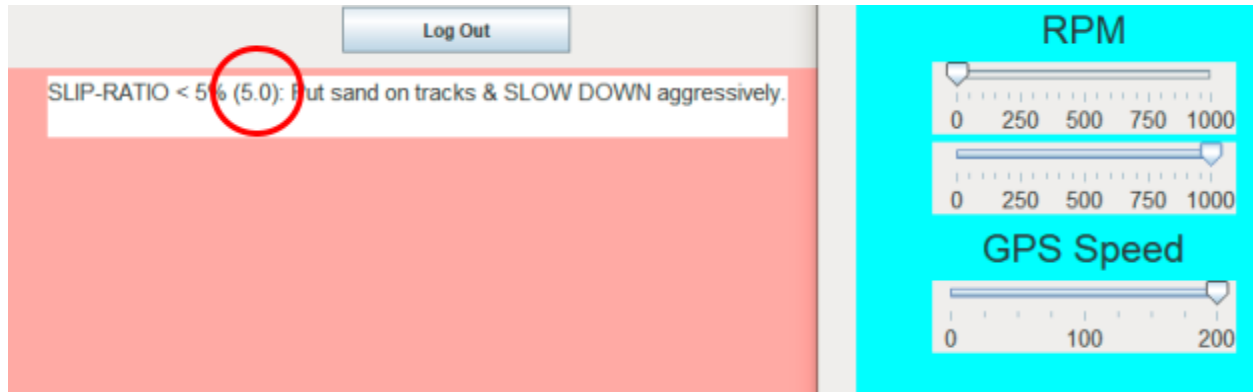 Log Out
SLIP-RATIO < 5% (5.0): Put sand on tracks & SLOW DOWN aggressively.
RPM
0 250 500 750 1000
0 250 500 750 1000
GPS Speed
0 100 200